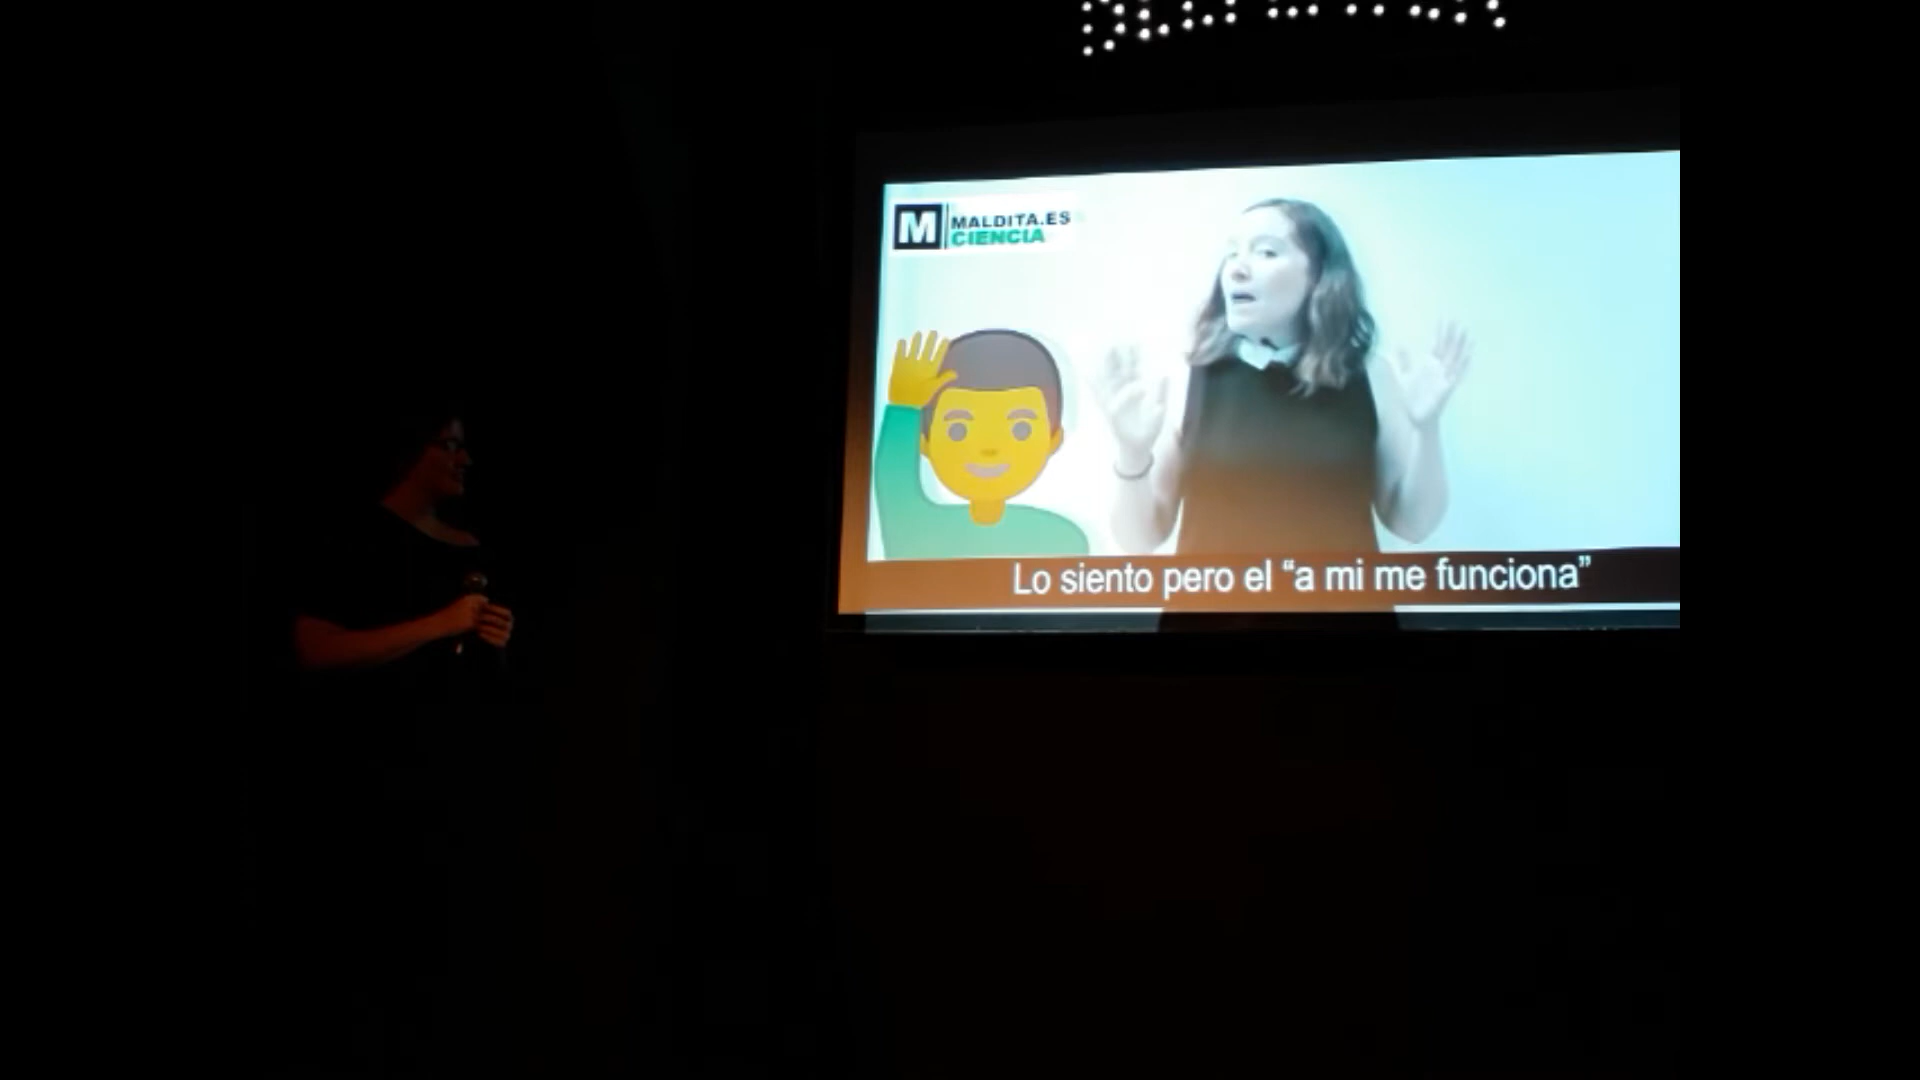 MALDITA.ES
CIENCIA
M
Lo siento pero el “a mi me funciona”